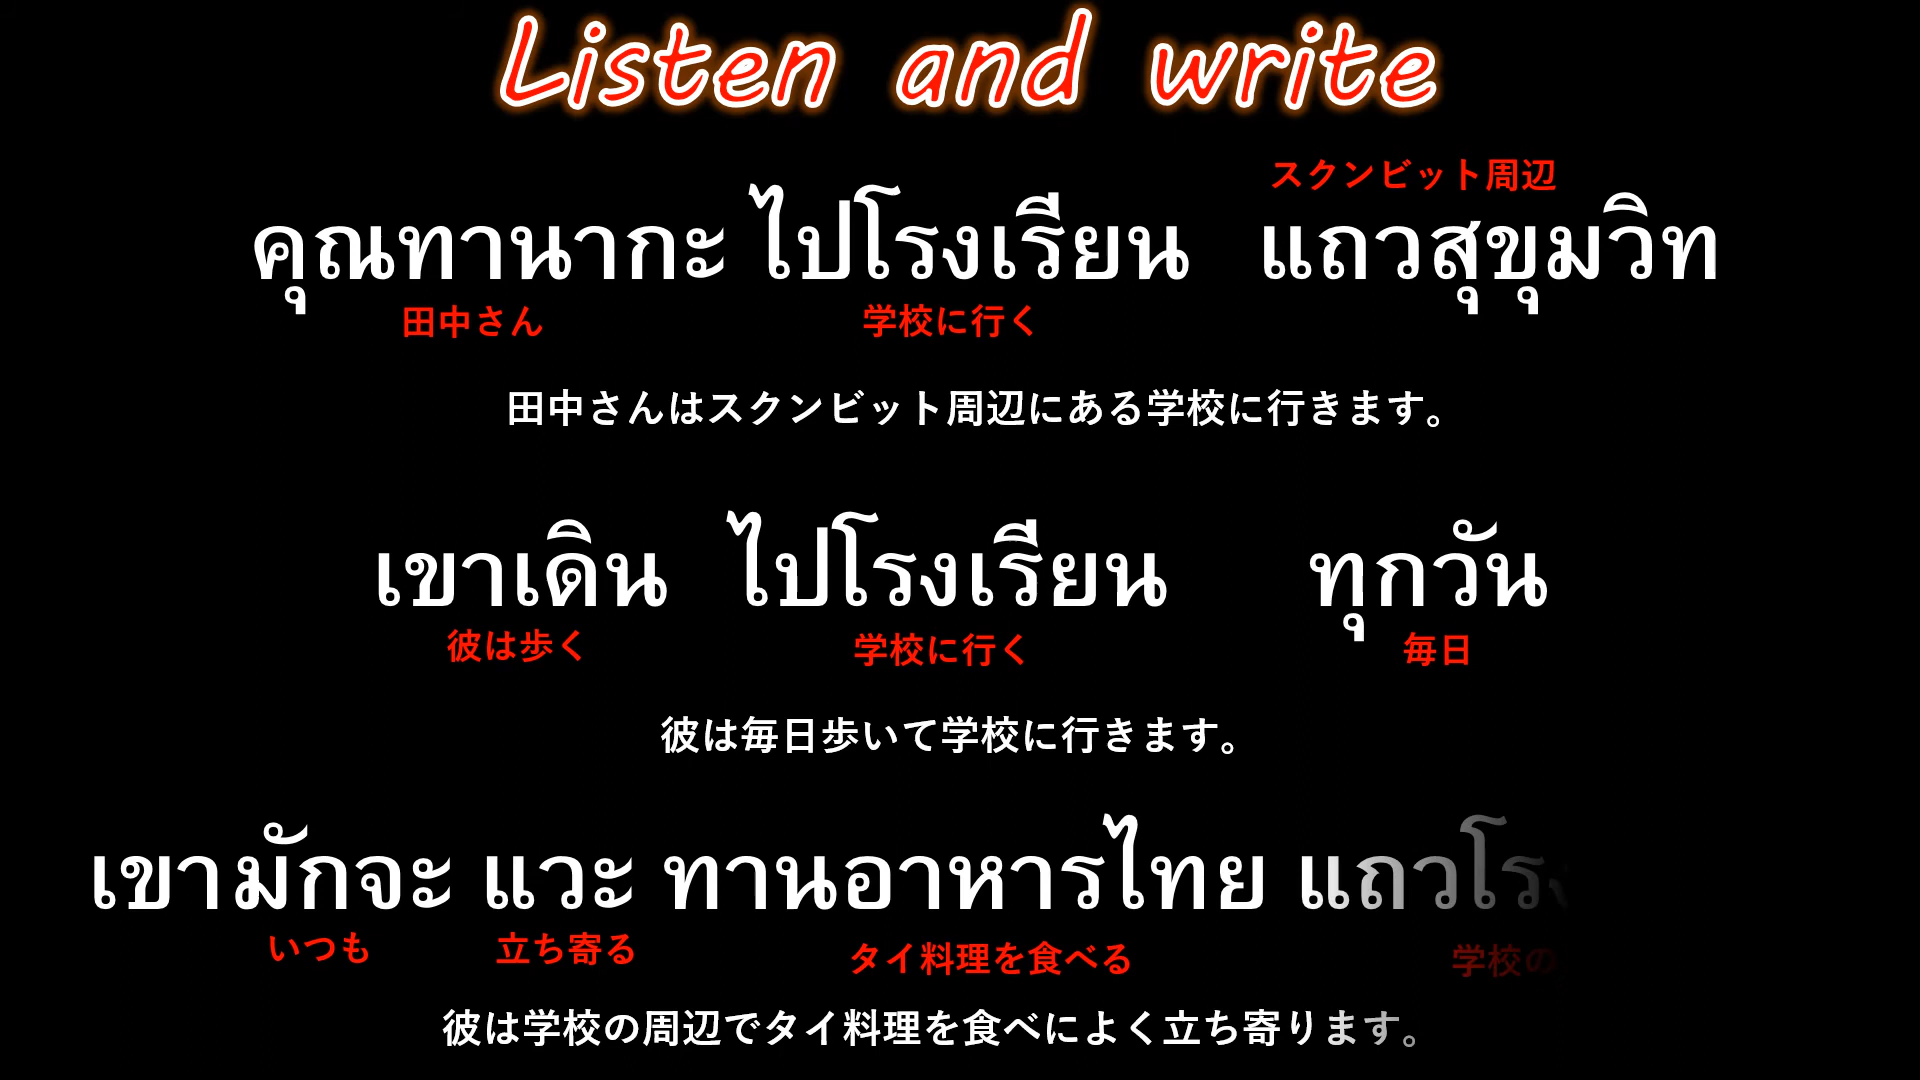 Listen and write
スクンビット周辺
คุณทานากะ ไปโรงเรียน แถวสุขุมวิท
田中さん 学校に行く
田中さんはスクンビット周辺にある学校に行きます。
เขาเดิน ไปโรงเรียน ทุกวัน
彼は歩く 学校に行く 毎日
彼は毎日歩いて学校に行きます。
เขามักจะ แวะ ทานอาหารไทย แถวโรง
いつも 立ち寄る タイ料理を食べる 学校の
彼は学校の周辺でタイ料理を食べによく立ち寄ります。